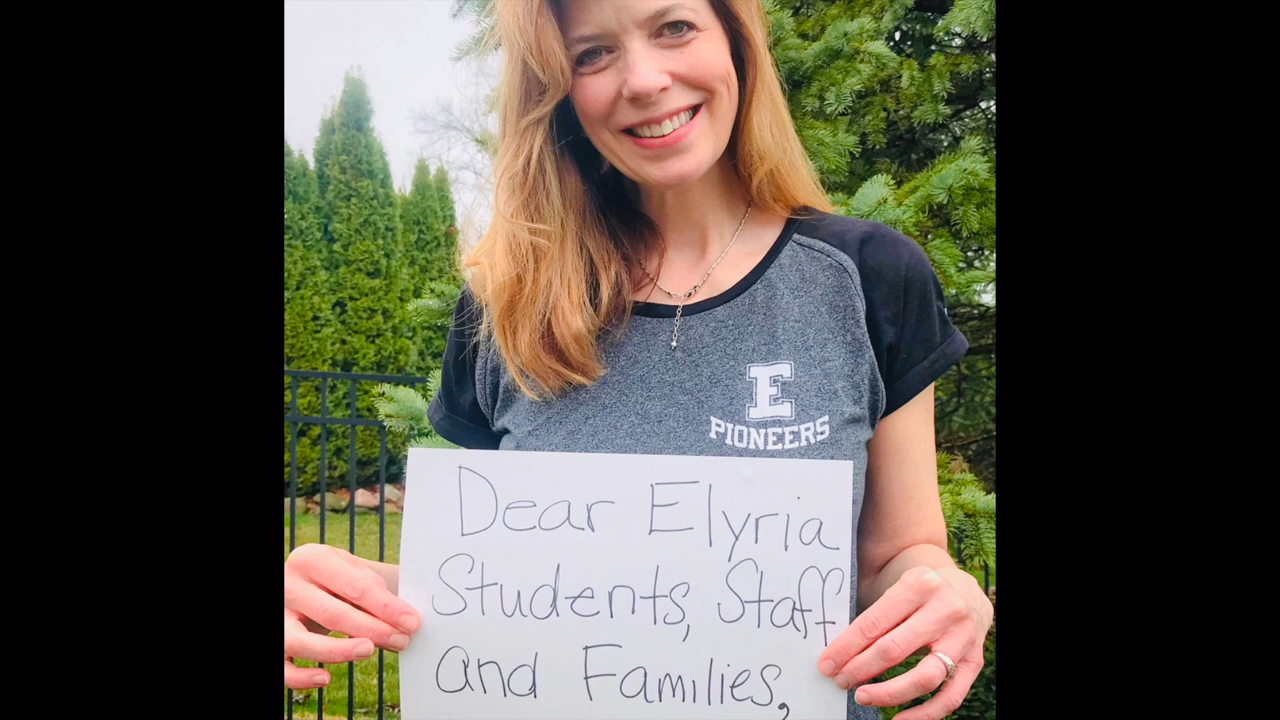 E
PIONEERS
Dear Elyria
Students, Staff
and Families,